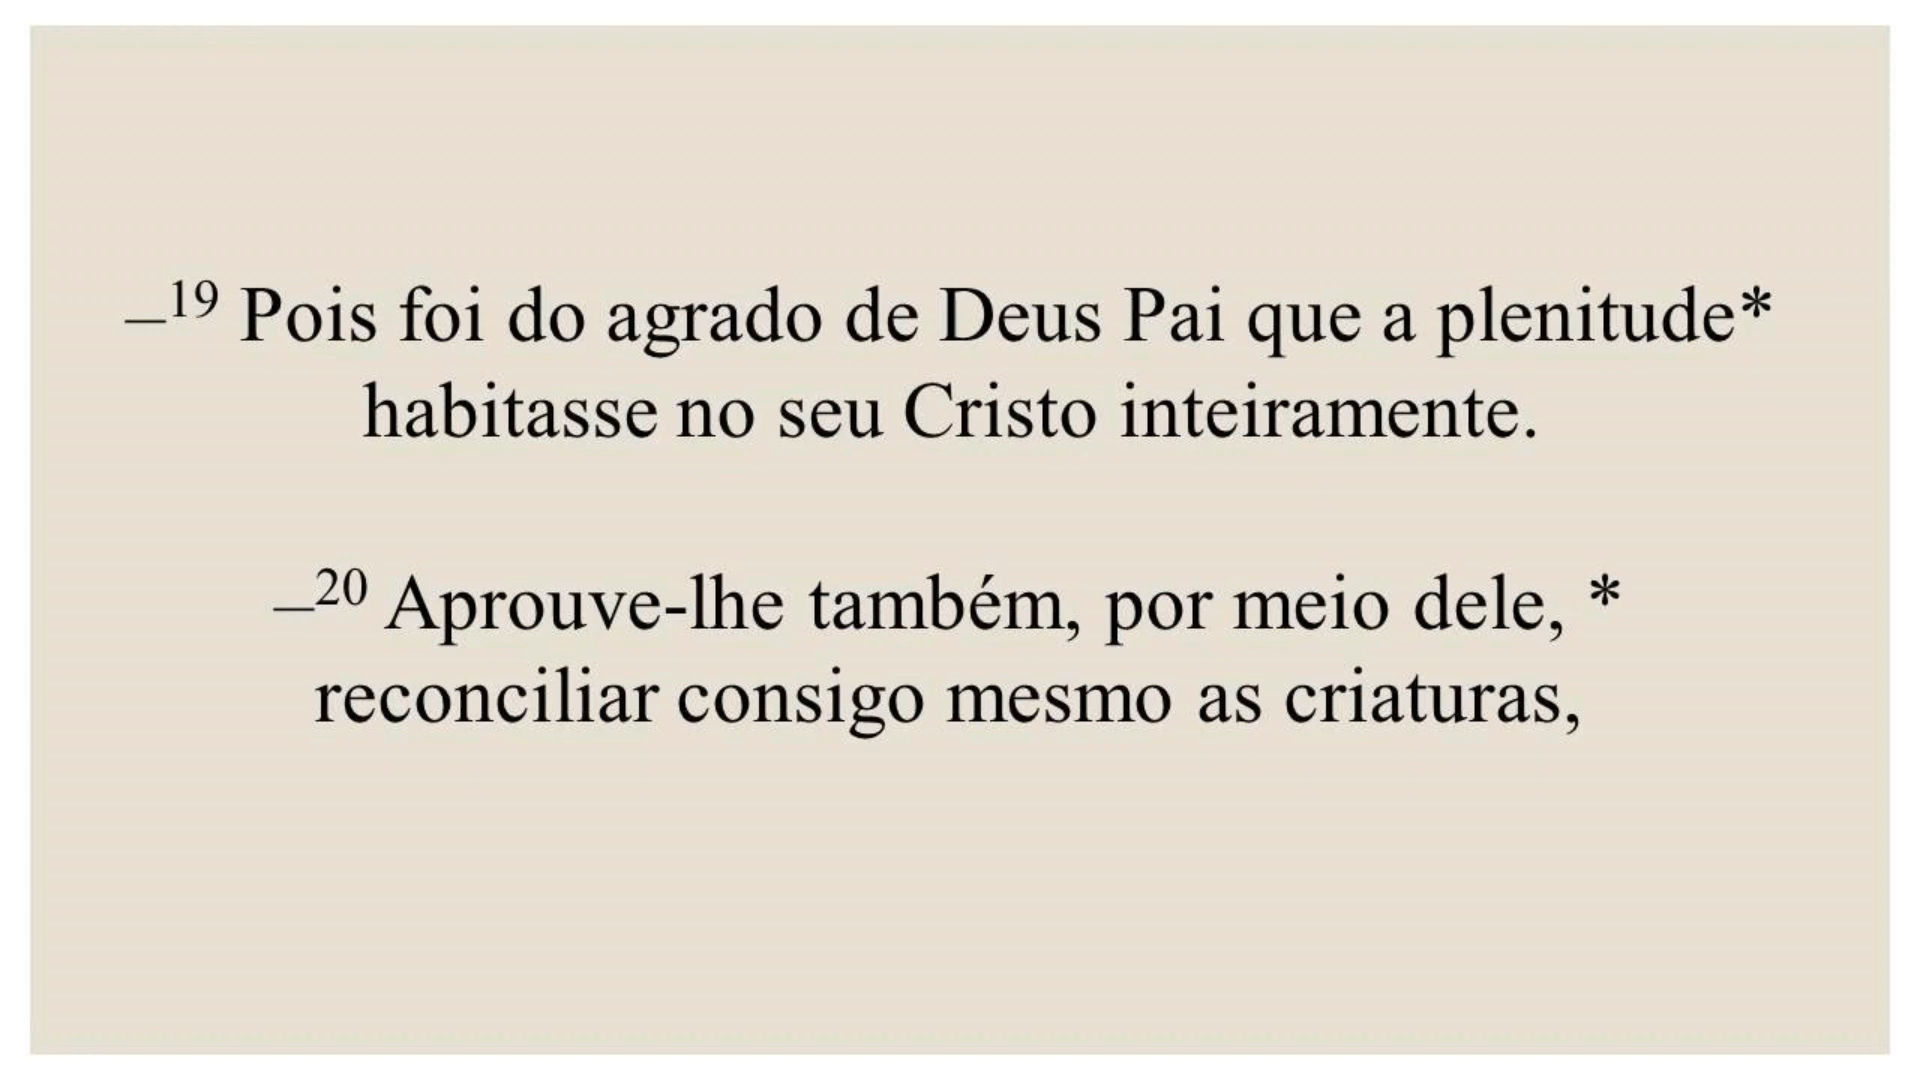 –¹⁹ Pois foi do agrado de Deus Pai que a plenitude*
habitasse no seu Cristo inteiramente.
–²⁰ Aprouve-lhe também, por meio dele, *
reconciliar consigo mesmo as criaturas,